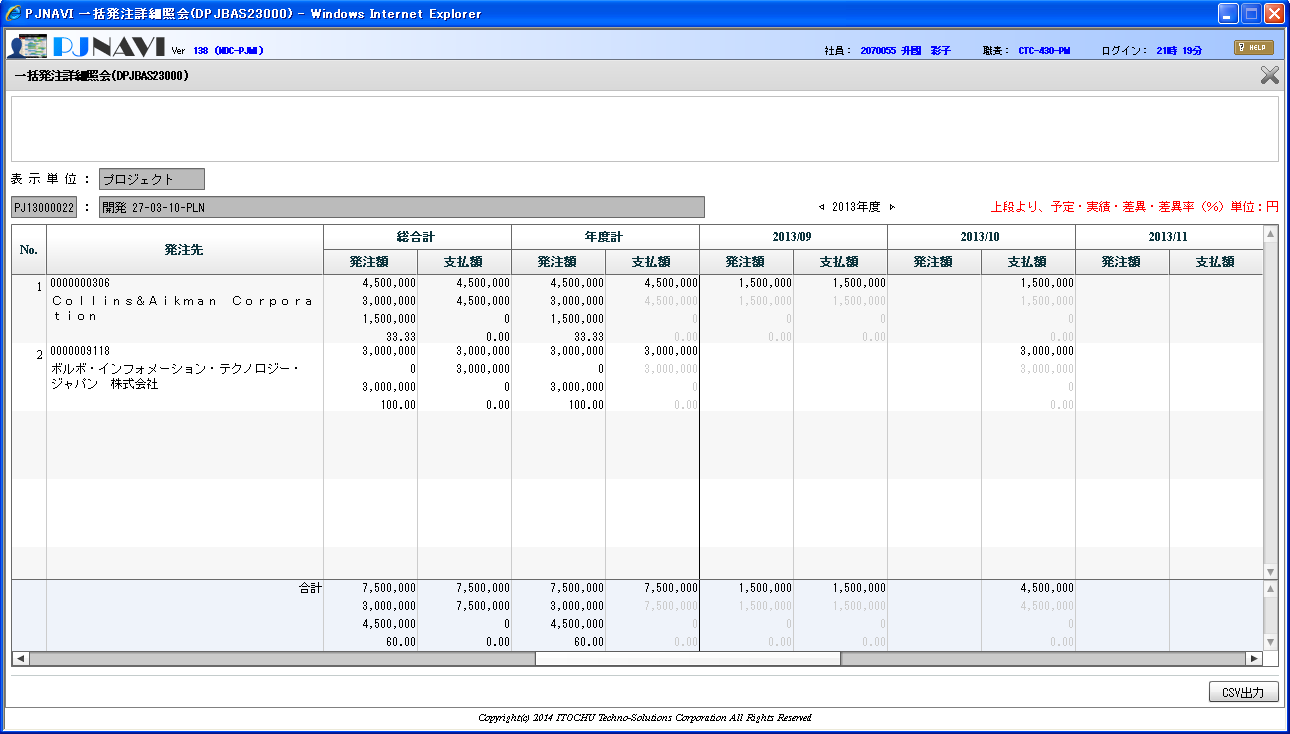 PJNAVI 一括発注詳細照会(DPJBAS23000) - Windows Internet Explorer
PJNAVI Ver 138 (NDC-PJM) 社員： 2070055 升國 彩子 職責： CTC-430-PM ログイン： 21時 19分 ? HELP
一括発注詳細照会(DPJBAS23000)
表示単位： プロジェクト
PJ13000022 ： 開発 27-03-10-PLN 2013年度 上段より、予定・実績・差異・差異率（%）単位：円
No. 発注先 総合計 年度計 2013/09 2013/10 2013/11
発注額 支払額 発注額 支払額 発注額 支払額 発注額 支払額 発注額 支払額
1 0000000306 4,500,000 4,500,000 4,500,000 4,500,000 1,500,000 1,500,000 1,500,000
Ｃｏｌｌｉｎｓ＆Ａｉｋｍａｎ　Ｃｏｒｐｏｒａ 3,000,000 4,500,000 3,000,000 4,500,000 1,500,000 1,500,000 1,500,000
ｔｉｏｎ 1,500,000 0 1,500,000 0 0 0 0
33.33 0.00 33.33 0.00 0.00 0.00 0.00
2 0000009118 3,000,000 3,000,000 3,000,000 3,000,000 3,000,000
ボルボ・インフォメーション・テクノロジー・ 0 3,000,000 0 3,000,000 3,000,000
ジャパン　株式会社 3,000,000 0 3,000,000 0 0
100.00 0.00 100.00 0.00 0.00
合計 7,500,000 7,500,000 7,500,000 7,500,000 1,500,000 1,500,000 4,500,000
3,000,000 7,500,000 3,000,000 7,500,000 1,500,000 1,500,000 4,500,000
4,500,000 0 4,500,000 0 0 0 0
60.00 0.00 60.00 0.00 0.00 0.00 0.00
CSV出力
Copyright(c) 2014 ITOCHU Techno-Solutions Corporation All Rights Reserved